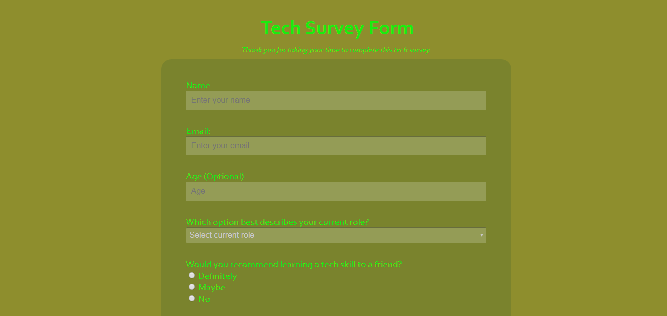 Tech Survey Form
Thank you for taking your time to complete this tech survey
Name
Enter your name
Email:
Enter your email
Age (Optional)
Age
Which option best describes your current role?
Select current role
Would you recommend learning a tech skill to a friend?
Definitely
Maybe
No